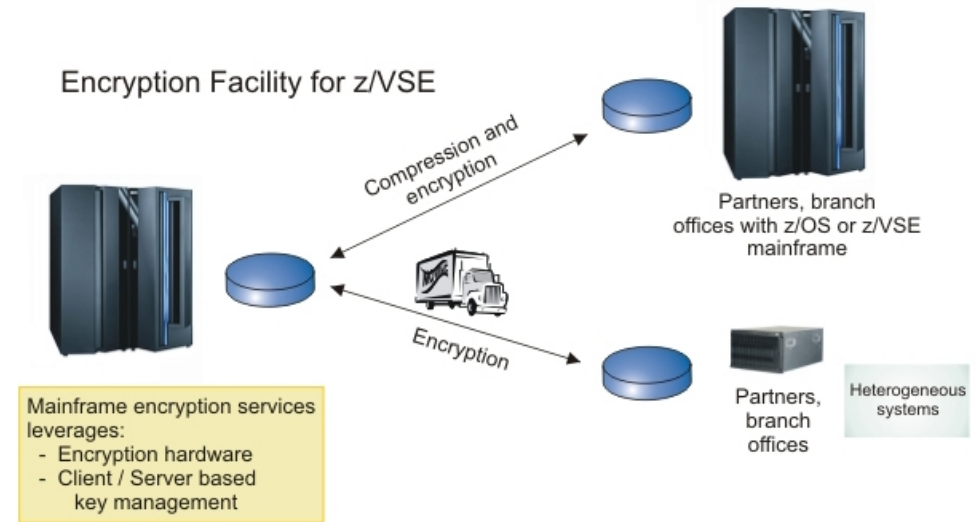 Encryption Facility for z/VSE
Compression and
encryption
Partners, branch
offices with z/OS or z/VSE
mainframe
Encryption
Mainframe encryption services
leverages:
- Encryption hardware
- Client / Server based
key management
Partners,
branch
offices
Heterogeneous
systems